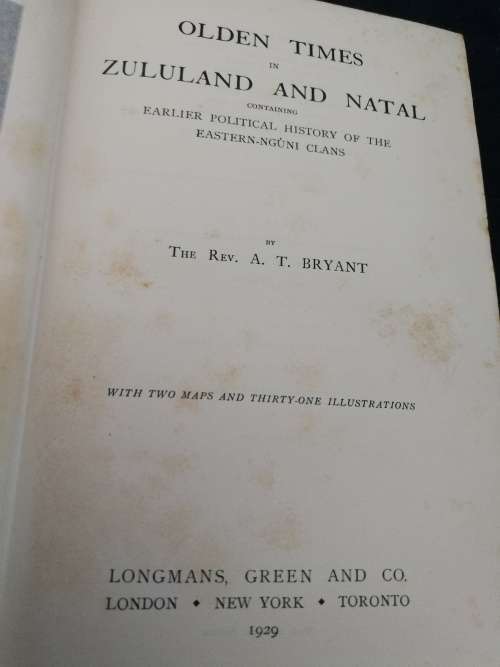 OLDEN TIMES
IN
ZULULAND AND NATAL
CONTAINING
EARLIER POLITICAL HISTORY OF THE
EASTERN-NGÚNI CLANS
BY
THE REV. A. T. BRYANT
WITH TWO MAPS AND THIRTY-ONE ILLUSTRATIONS
LONGMANS, GREEN AND CO.
LONDON ◆ NEW YORK ◆ TORONTO
1929